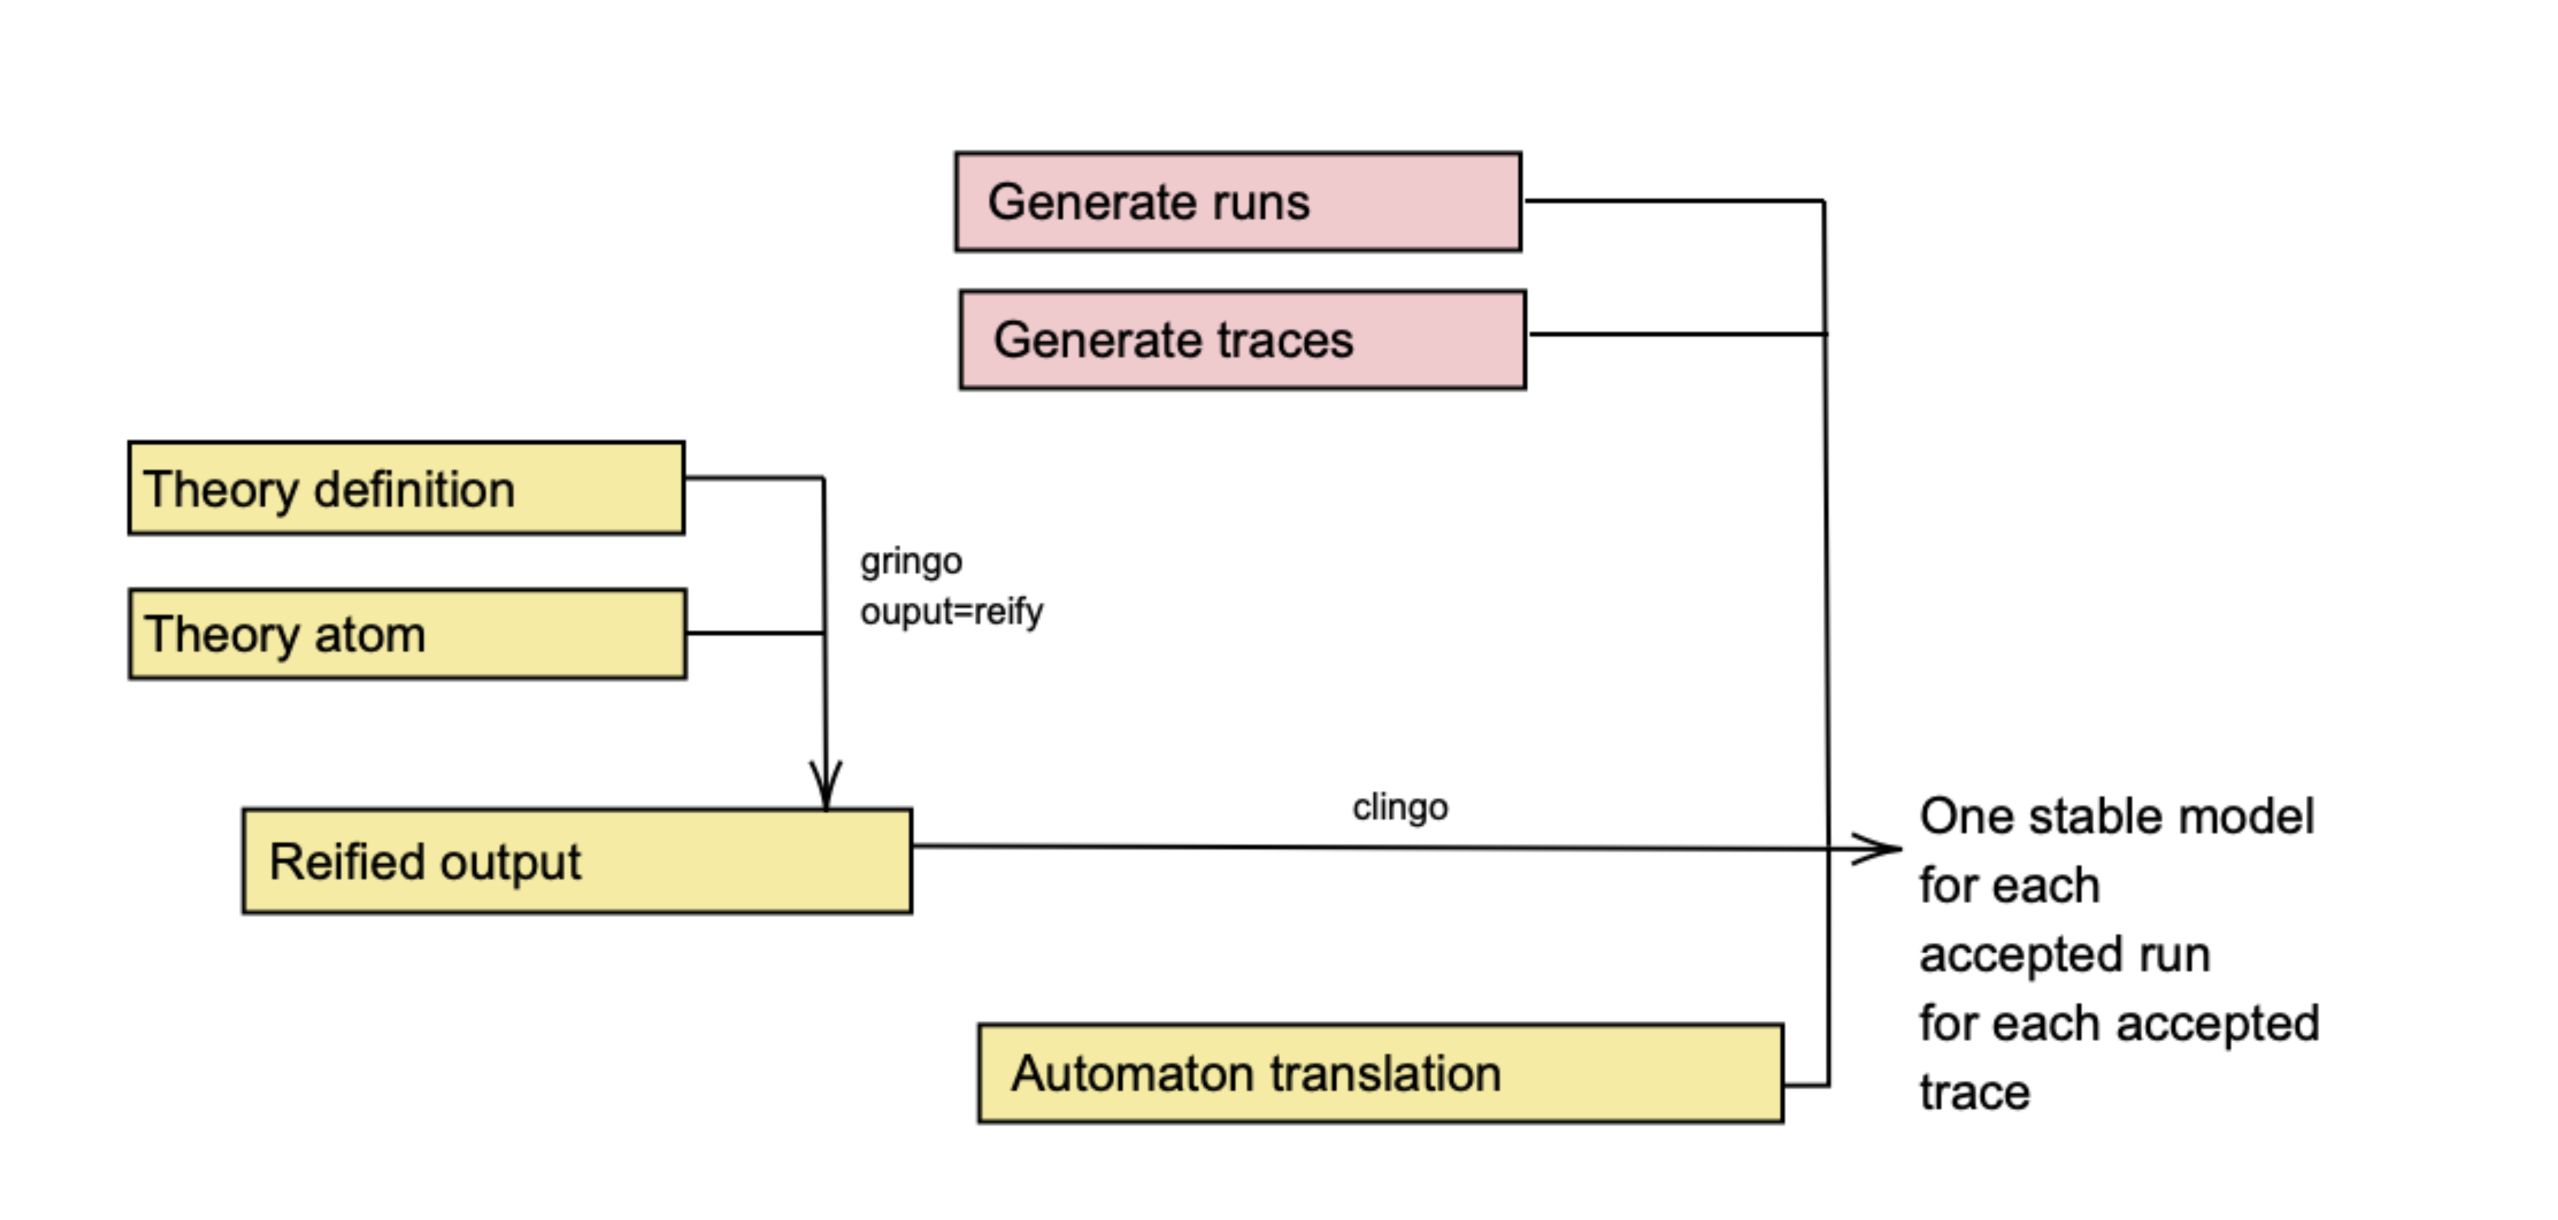 Generate runs
Generate traces
Theory definition
gringo
ouput=reify
Theory atom
Reified output
clingo
One stable model
for each
accepted run
for each accepted
trace
Automaton translation